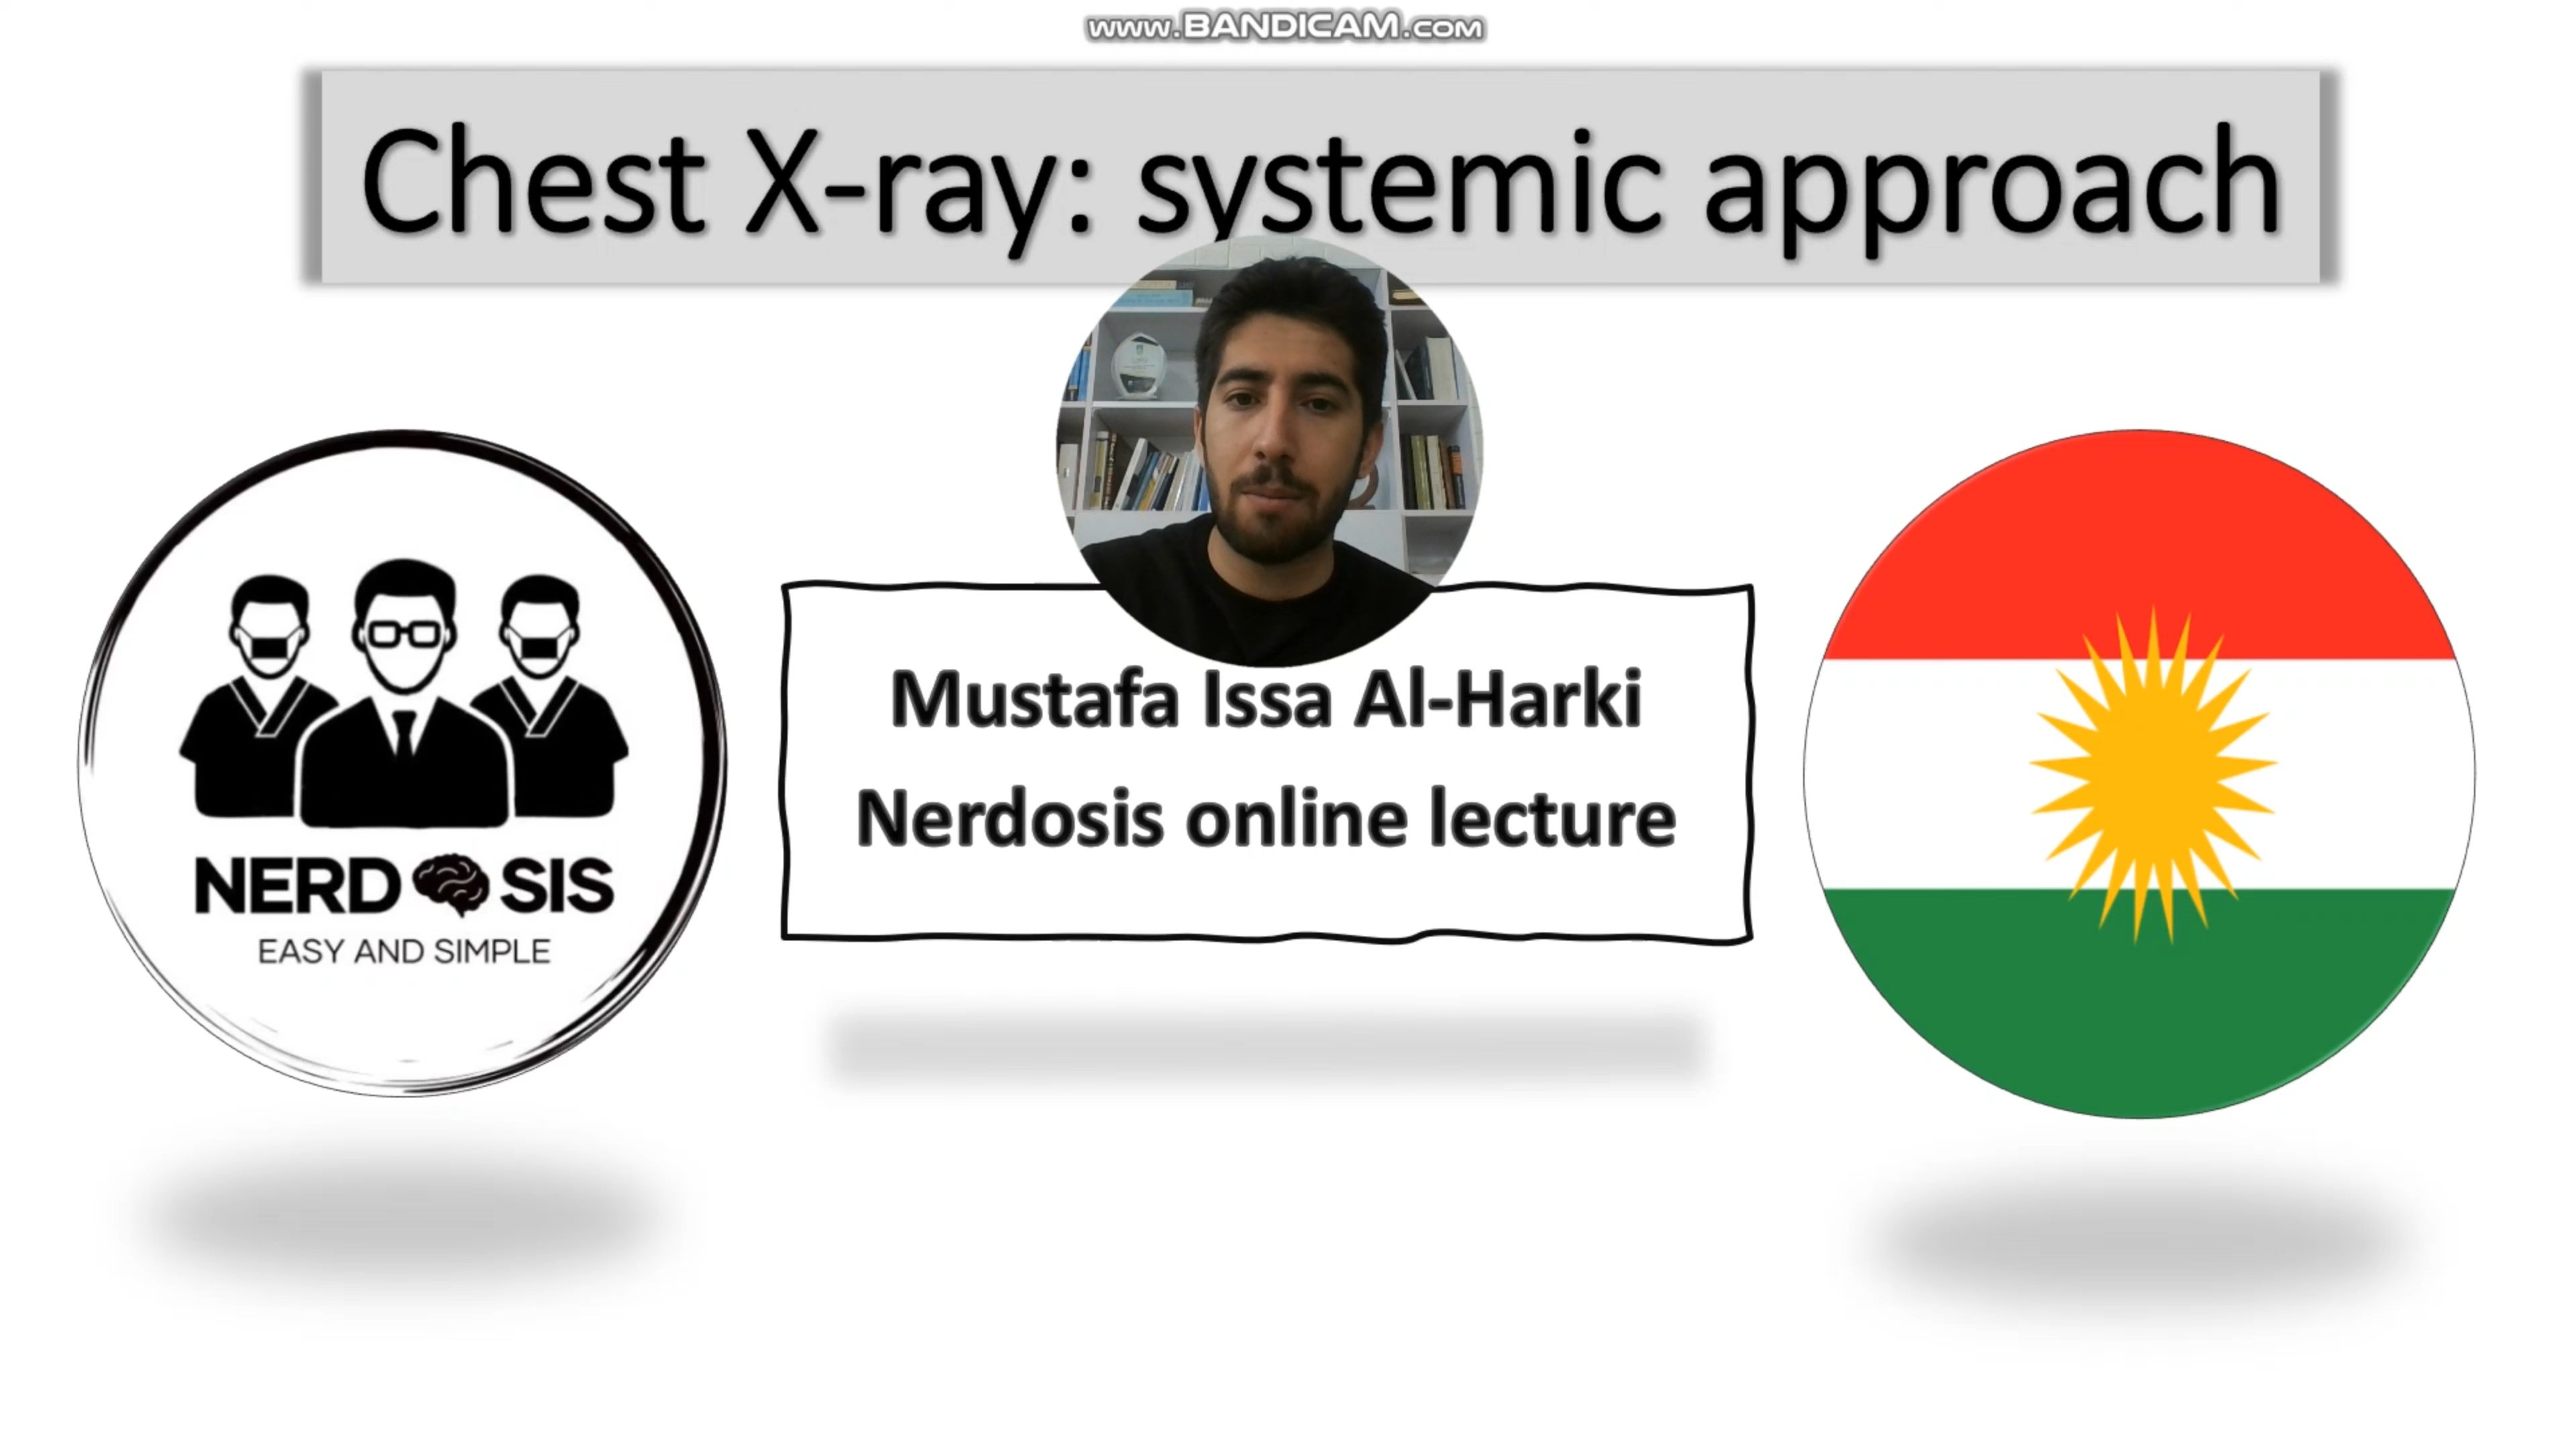 www.BANDICAM.com
Chest X-ray: systemic approach
Mustafa Issa Al-Harki
Nerdosis online lecture
NERD SIS
EASY AND SIMPLE